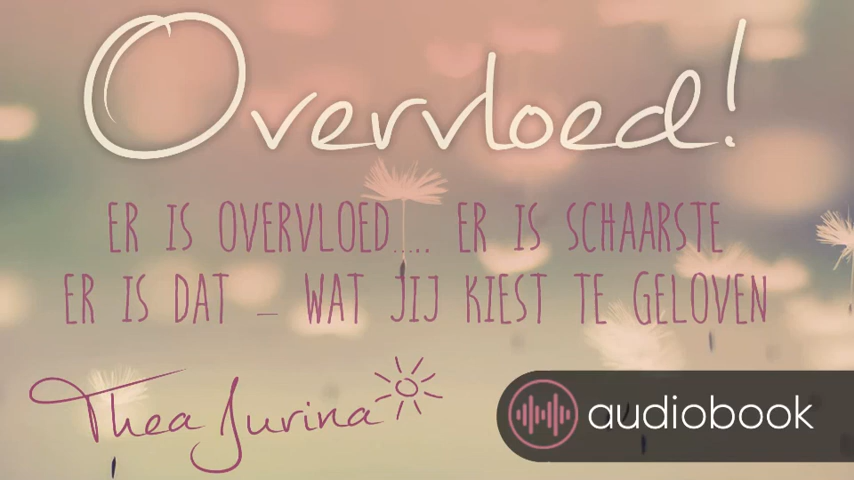 Overvloed!
ER IS OVERVLOED..... ER IS SCHAARSTE
ER IS DAT – WAT JIJ KIEST TE GELOVEN
Thea Jurina
audiobook